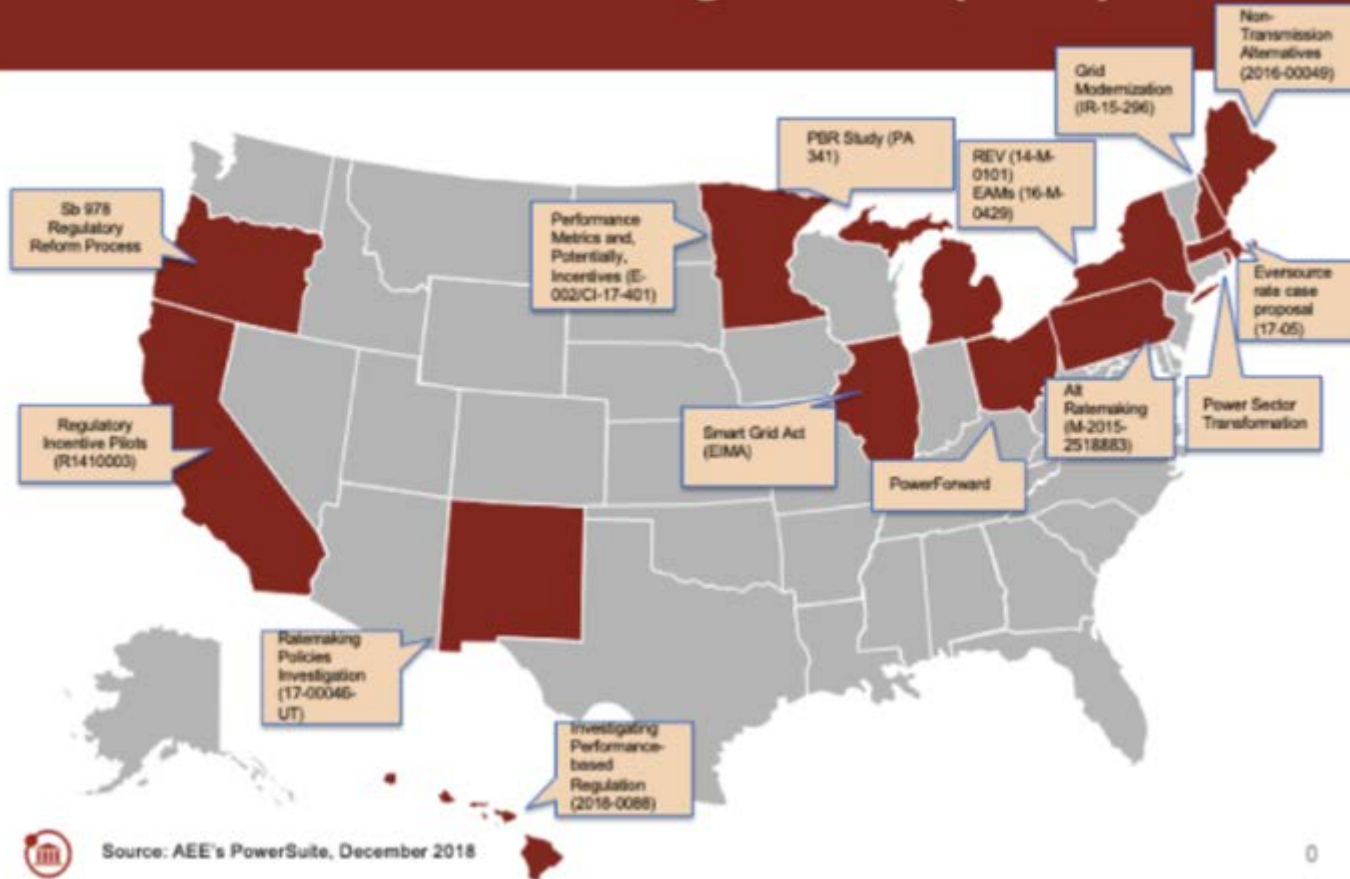 Non-
Transmission
Alternatives
(2016-00049)
Grid
Modernization
(IR-15-296)
PBR Study (PA
341)
REV (14-M-
0101)
EAMs (16-M-
0429)
Sb 978
Regulatory
Reform Process
Performance
Metrics and,
Potentially,
Incentives (E-
002/CI-17-401)
Eversource
rate case
proposal
(17-05)
Regulatory
Incentive Pilots
(R1410003)
Smart Grid Act
(EIMA)
Alt
Ratemaking
(M-2015-
2518883)
Power Sector
Transformation
PowerForward
Ratemaking
Policies
Investigation
(17-00046-
UT)
Investigating
Performance-
based
Regulation
(2018-0088)
Source: AEE's PowerSuite, December 2018
0